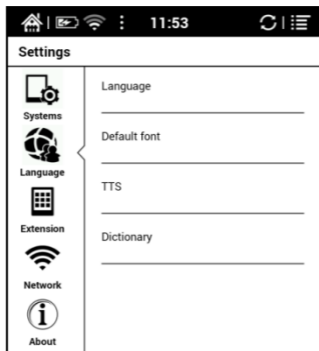 11:53
Settings
Systems
Language
Extension
Network
About
Language
Default font
TTS
Dictionary